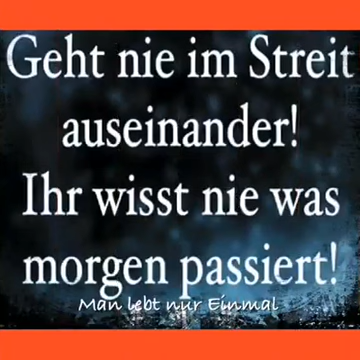 Geht nie im Streit
auseinander!
Ihr wisst nie was
morgen passiert!
Man lebt nur Einmal